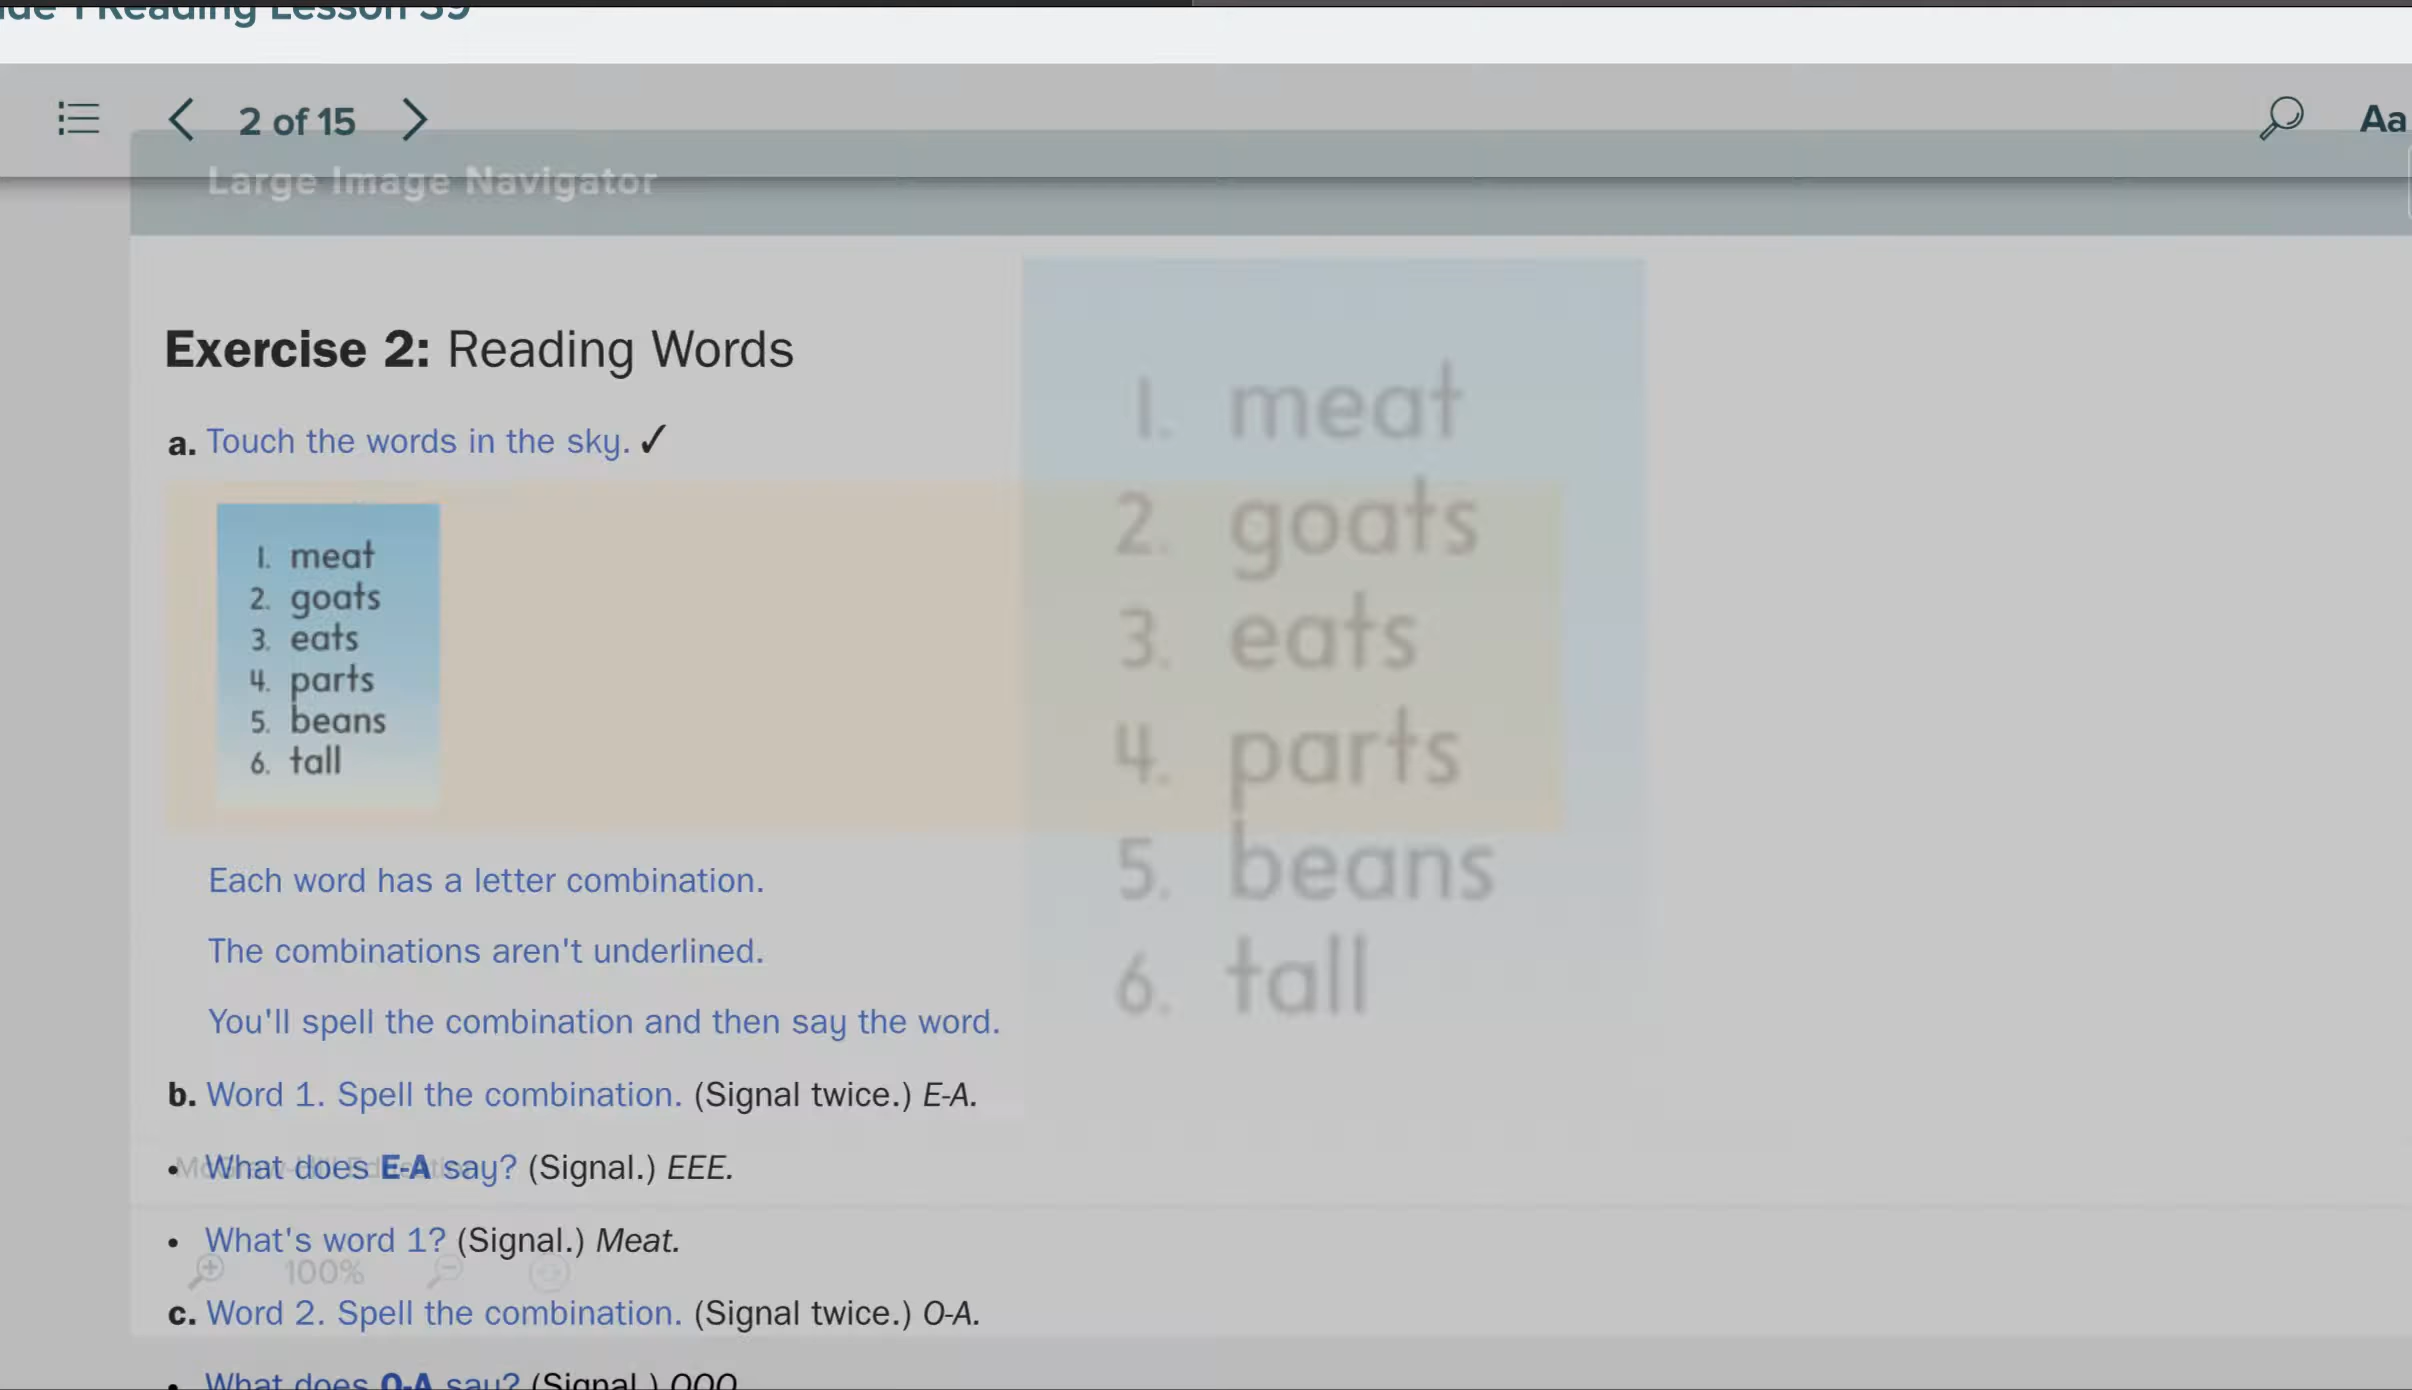 de 1 Reading Lesson 39
2 of 15
Aa
Large Image Navigator
Exercise 2: Reading Words
a. Touch the words in the sky. ✓
1. meat
2. goats
3. eats
4. parts
5. beans
6. tall
1. meat
2. goats
3. eats
4. parts
5. beans
6. tall
Each word has a letter combination.
The combinations aren't underlined.
You'll spell the combination and then say the word.
b. Word 1. Spell the combination. (Signal twice.) E-A.
McGraw-Hill Education
• What does E-A say? (Signal.) EEE.
• What's word 1? (Signal.) Meat.
100%
c. Word 2. Spell the combination. (Signal twice.) O-A.
• What does O-A say? (Signal.) OOO.